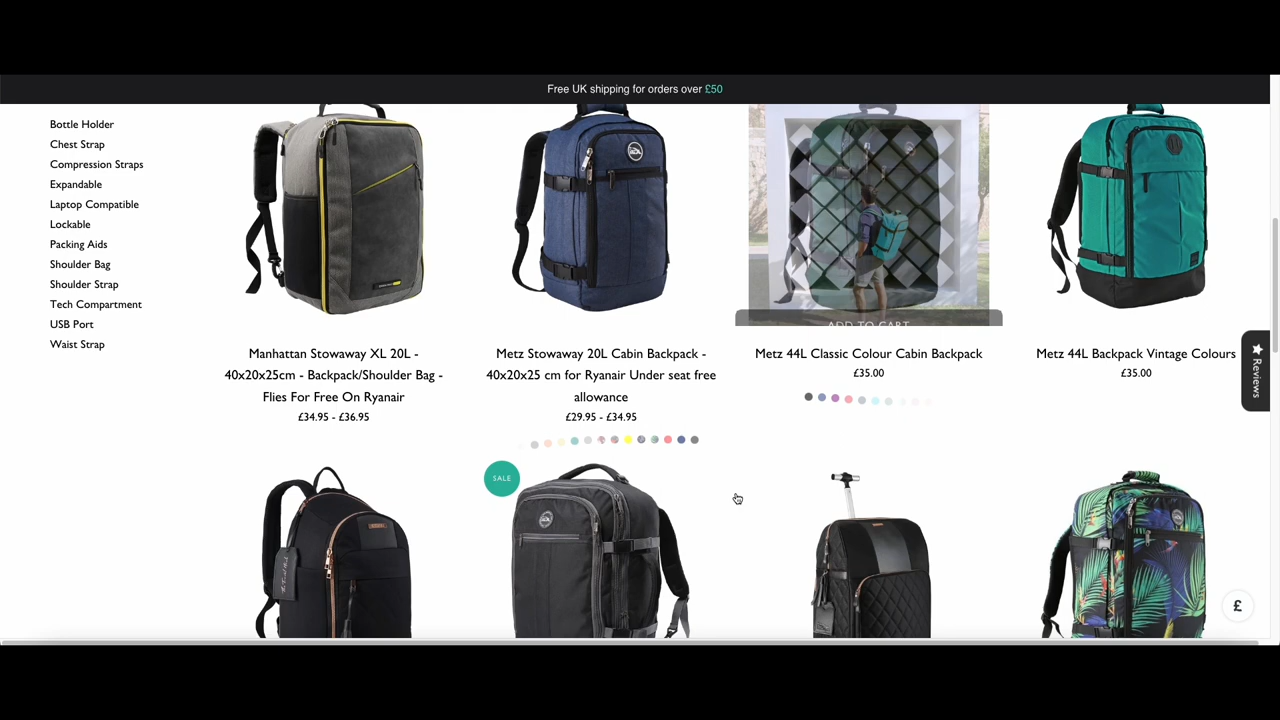 Free UK shipping for orders over £50
Bottle Holder
Chest Strap
Compression Straps
Expandable
Laptop Compatible
Lockable
Packing Aids
Shoulder Bag
Shoulder Strap
Tech Compartment
USB Port
Waist Strap
ADD TO CART
Manhattan Stowaway XL 20L -
40x20x25cm - Backpack/Shoulder Bag -
Flies For Free On Ryanair
£34.95 - £36.95
Metz Stowaway 20L Cabin Backpack -
40x20x25 cm for Ryanair Under seat free
allowance
£29.95 - £34.95
Metz 44L Classic Colour Cabin Backpack
£35.00
Metz 44L Backpack Vintage Colours
£35.00
Reviews
SALE
£